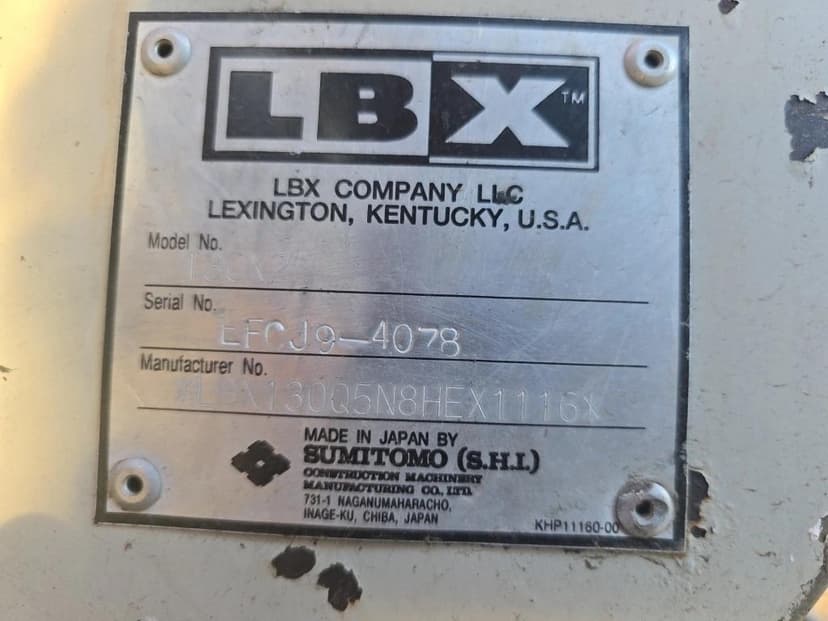 LBX™
LBX COMPANY LLC
LEXINGTON, KENTUCKY, U.S.A.
Model No.
Serial No.
EFCJ9-4078
Manufacturer No.
*LBX130Q5N8HEX1116*
MADE IN JAPAN BY
SUMITOMO (S.H.I.)
CONSTRUCTION MACHINERY
MANUFACTURING CO., LTD.
731-1 NAGANUMAHARACHO,
INAGE-KU, CHIBA, JAPAN
KHP11160-00